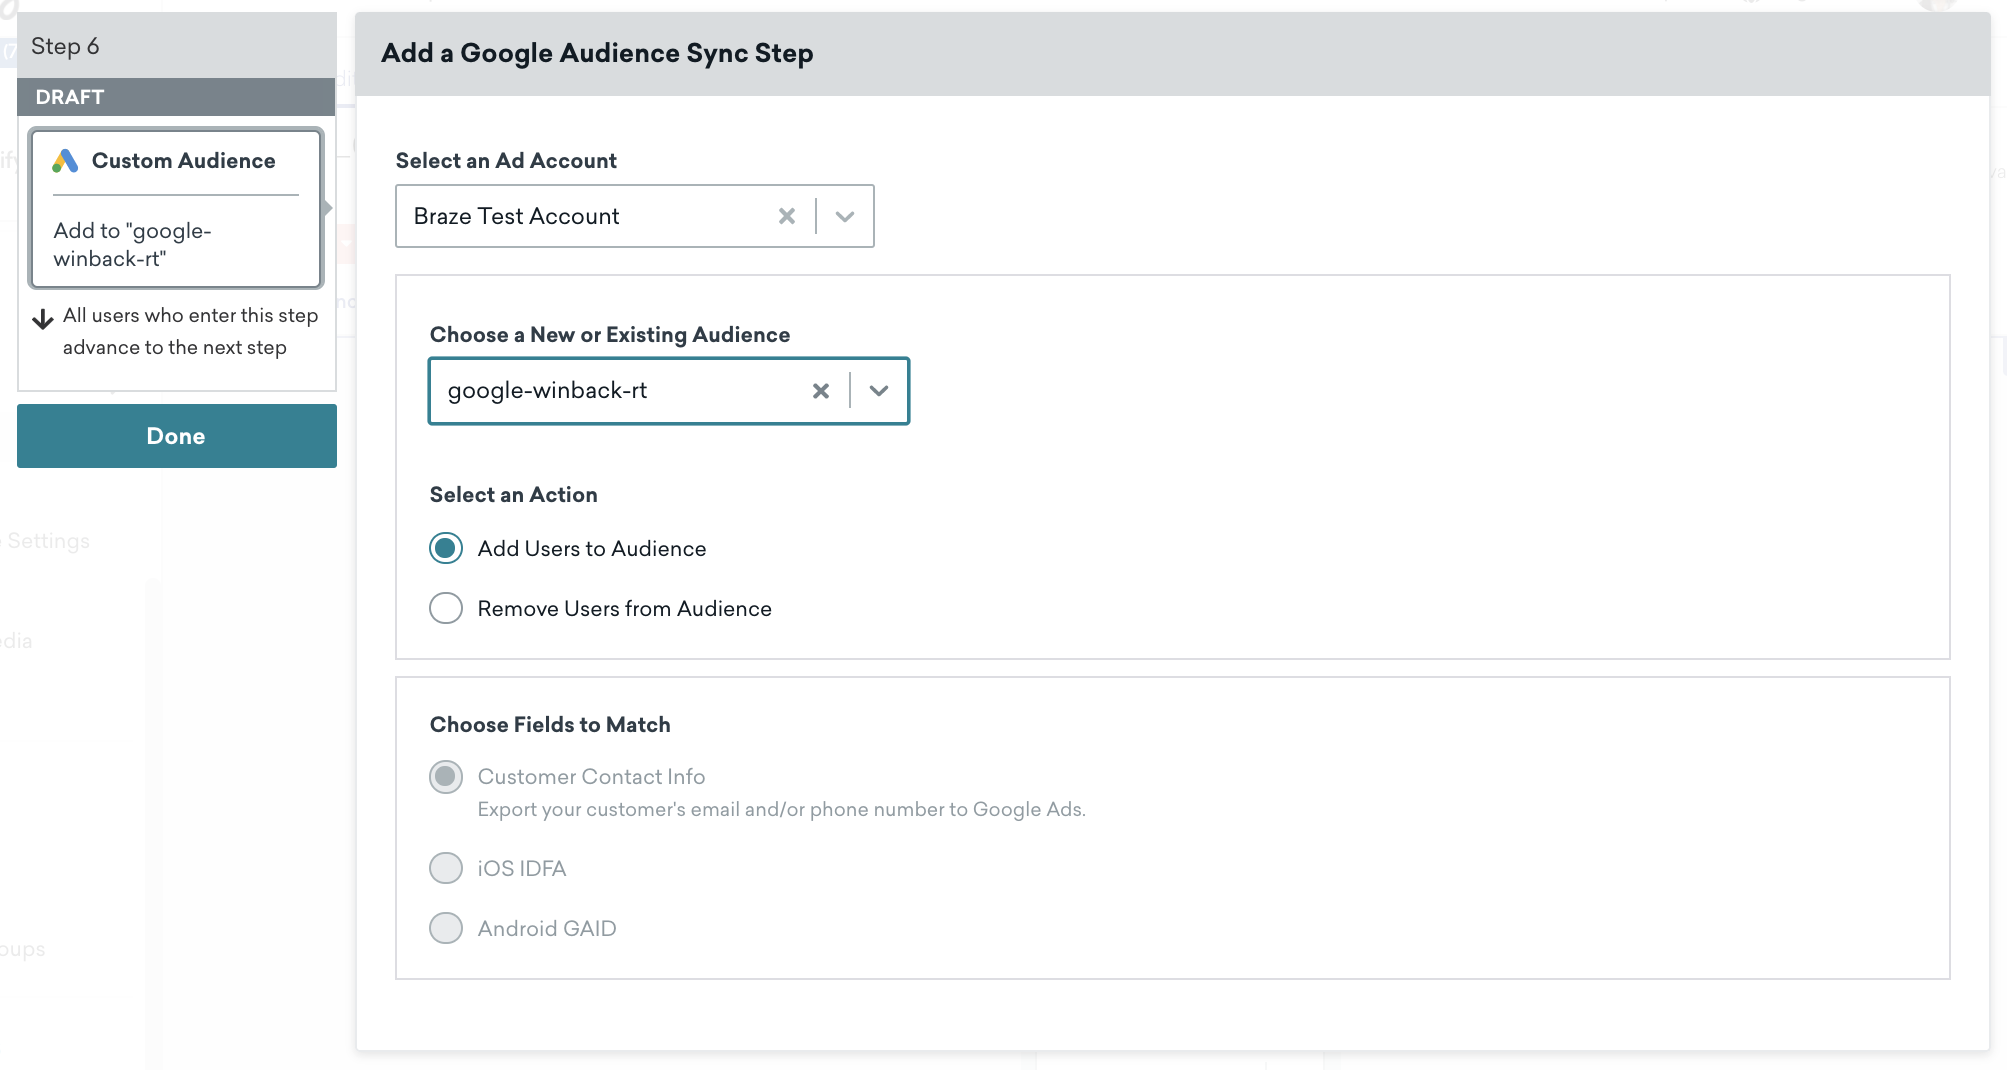 Step 6
DRAFT
Custom Audience
Add to "google-
winback-rt"
All users who enter this step
advance to the next step
Done
Settings
Add a Google Audience Sync Step
Select an Ad Account
Braze Test Account
Choose a New or Existing Audience
google-winback-rt
Select an Action
Add Users to Audience
Remove Users from Audience
Choose Fields to Match
Customer Contact Info
Export your customer's email and/or phone number to Google Ads.
iOS IDFA
Android GAID